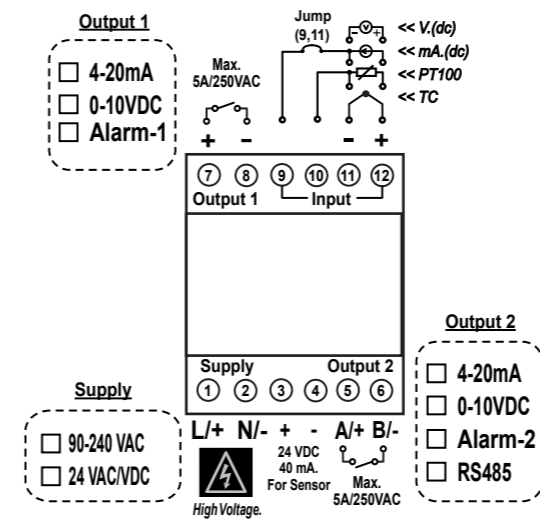 Output 1
4-20mA
0-10VDC
Alarm-1
Max.
5A/250VAC
Jump
(9,11)
V
<< V.(dc)
<< mA.(dc)
<< PT100
<< TC
+ - - +
7 8 9 10 11 12
Output 1 Input
Supply Output 2
1 2 3 4 5 6
L/+ N/- + - A/+ B/-
24 VDC
40 mA.
For Sensor
Max.
5A/250VAC
High Voltage.
Supply
90-240 VAC
24 VAC/VDC
Output 2
4-20mA
0-10VDC
Alarm-2
RS485